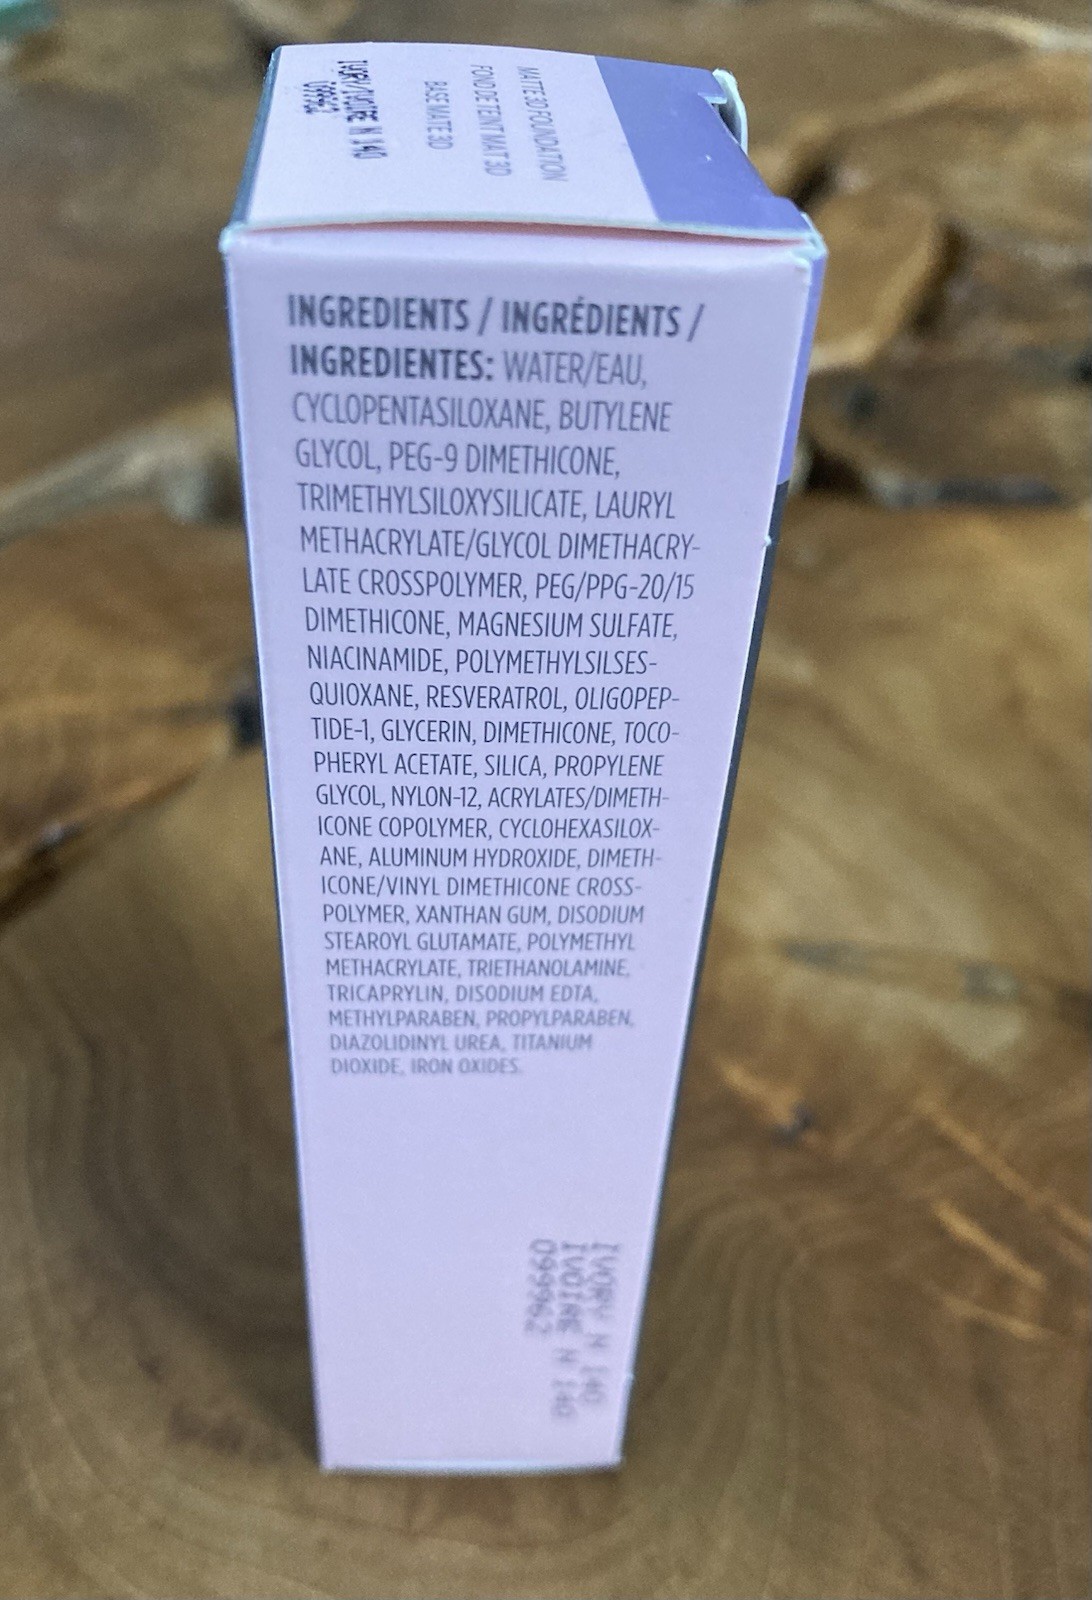 MATTE 3D FOUNDATION
FOND DE TEINT MAT 3D
BASE MATE 3D
IVORY/IVOIRE N 140
099962
INGREDIENTS / INGRÉDIENTS /
INGREDIENTES: WATER/EAU,
CYCLOPENTASILOXANE, BUTYLENE
GLYCOL, PEG-9 DIMETHICONE,
TRIMETHYLSILOXYSILICATE, LAURYL
METHACRYLATE/GLYCOL DIMETHACRY-
LATE CROSSPOLYMER, PEG/PPG-20/15
DIMETHICONE, MAGNESIUM SULFATE,
NIACINAMIDE, POLYMETHYLSILSES-
QUIOXANE, RESVERATROL, OLIGOPEP-
TIDE-1, GLYCERIN, DIMETHICONE, TOCO-
PHERYL ACETATE, SILICA, PROPYLENE
GLYCOL, NYLON-12, ACRYLATES/DIMETH-
ICONE COPOLYMER, CYCLOHEXASILOX-
ANE, ALUMINUM HYDROXIDE, DIMETH-
ICONE/VINYL DIMETHICONE CROSS-
POLYMER, XANTHAN GUM, DISODIUM
STEAROYL GLUTAMATE, POLYMETHYL
METHACRYLATE, TRIETHANOLAMINE,
TRICAPRYLIN, DISODIUM EDTA,
METHYLPARABEN, PROPYLPARABEN,
DIAZOLIDINYL UREA, TITANIUM
DIOXIDE, IRON OXIDES.
IVORY N 140
IVOIRE N 140
099962